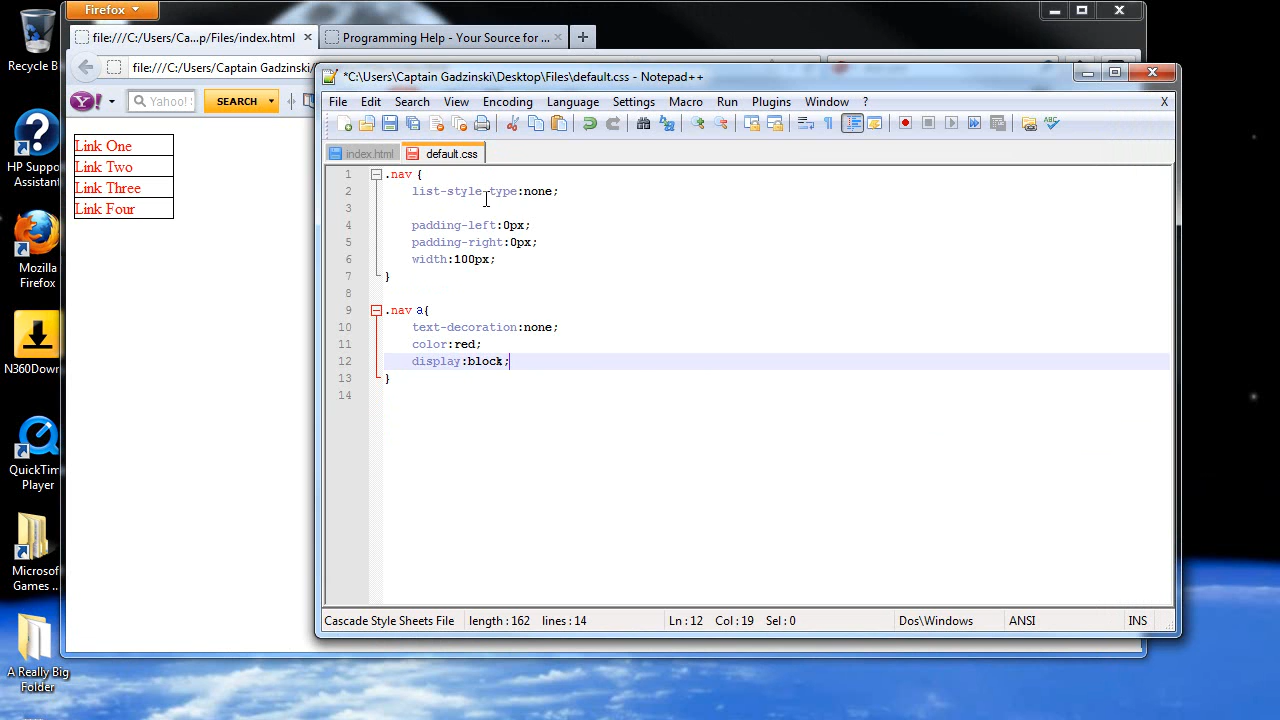 Recycle B
HP Suppo
Assistant
Mozilla
Firefox
N360Down
QuickTim
Player
Microsof
Games ..
A Really Big
Folder
Firefox
file:///C:/Users/Ca...p/Files/index.html
Programming Help - Your Source for ...
file:///C:/Users/Captain Gadzinski/
Y!
Yahoo!
SEARCH
Link One
Link Two
Link Three
Link Four
*C:\Users\Captain Gadzinski\Desktop\Files\default.css - Notepad++
File Edit Search View Encoding Language Settings Macro Run Plugins Window ? X
ABC
index.html default.css
1 .nav {
2 list-style-type:none;
3
4 padding-left:0px;
5 padding-right:0px;
6 width:100px;
7 }
8
9 .nav a{
10 text-decoration:none;
11 color:red;
12 display:block;
13 }
14
Cascade Style Sheets File length : 162 lines : 14 Ln : 12 Col : 19 Sel : 0 Dos\Windows ANSI INS